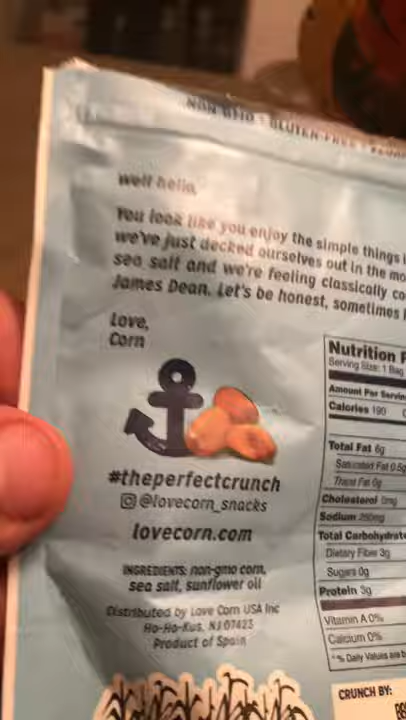 NON-GMO | GLUTEN-FREE | VEGAN
well hello,
You look like you enjoy the simple things i
we've just decked ourselves out in the mo
sea salt and we're feeling classically co
James Dean. Let's be honest, sometimes
Love,
Corn
#theperfectcrunch
@lovecorn_snacks
lovecorn.com
INGREDIENTS: non-gmo corn,
sea salt, sunflower oil
Distributed by Love Corn USA Inc
Ho-Ho-Kus, NJ 07423
Product of Spain
Nutrition F
Serving Size: 1 Bag
Amount Per Servin
Calories 190
Total Fat 6g
Saturated Fat 0.5g
Trans Fat 0g
Cholesterol 0mg
Sodium 260mg
Total Carbohydrate
Dietary Fibre 3g
Sugars 0g
Protein 3g
Vitamin A 0%
Calcium 0%
*% Daily Values are b
CRUNCH BY: